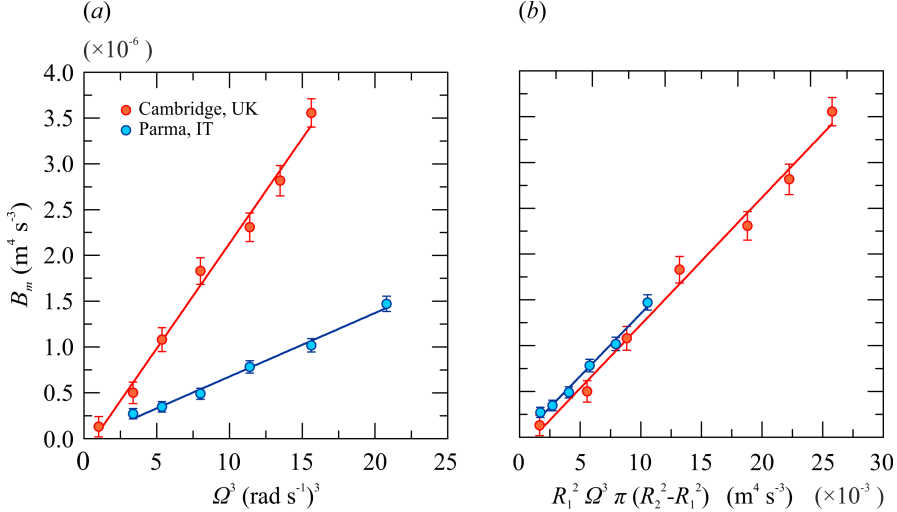 (a)
(×10⁻⁶)
4.0
3.5
3.0
2.5
2.0
1.5
1.0
0.5
0.0
Bₘ (m⁴ s⁻³)
Cambridge, UK
Parma, IT
0 5 10 15 20 25
Ω³ (rad s⁻¹)³
(b)
0 5 10 15 20 25 30
R₁² Ω³ π (R₂²-R₁²) (m⁴ s⁻³) (×10⁻³)